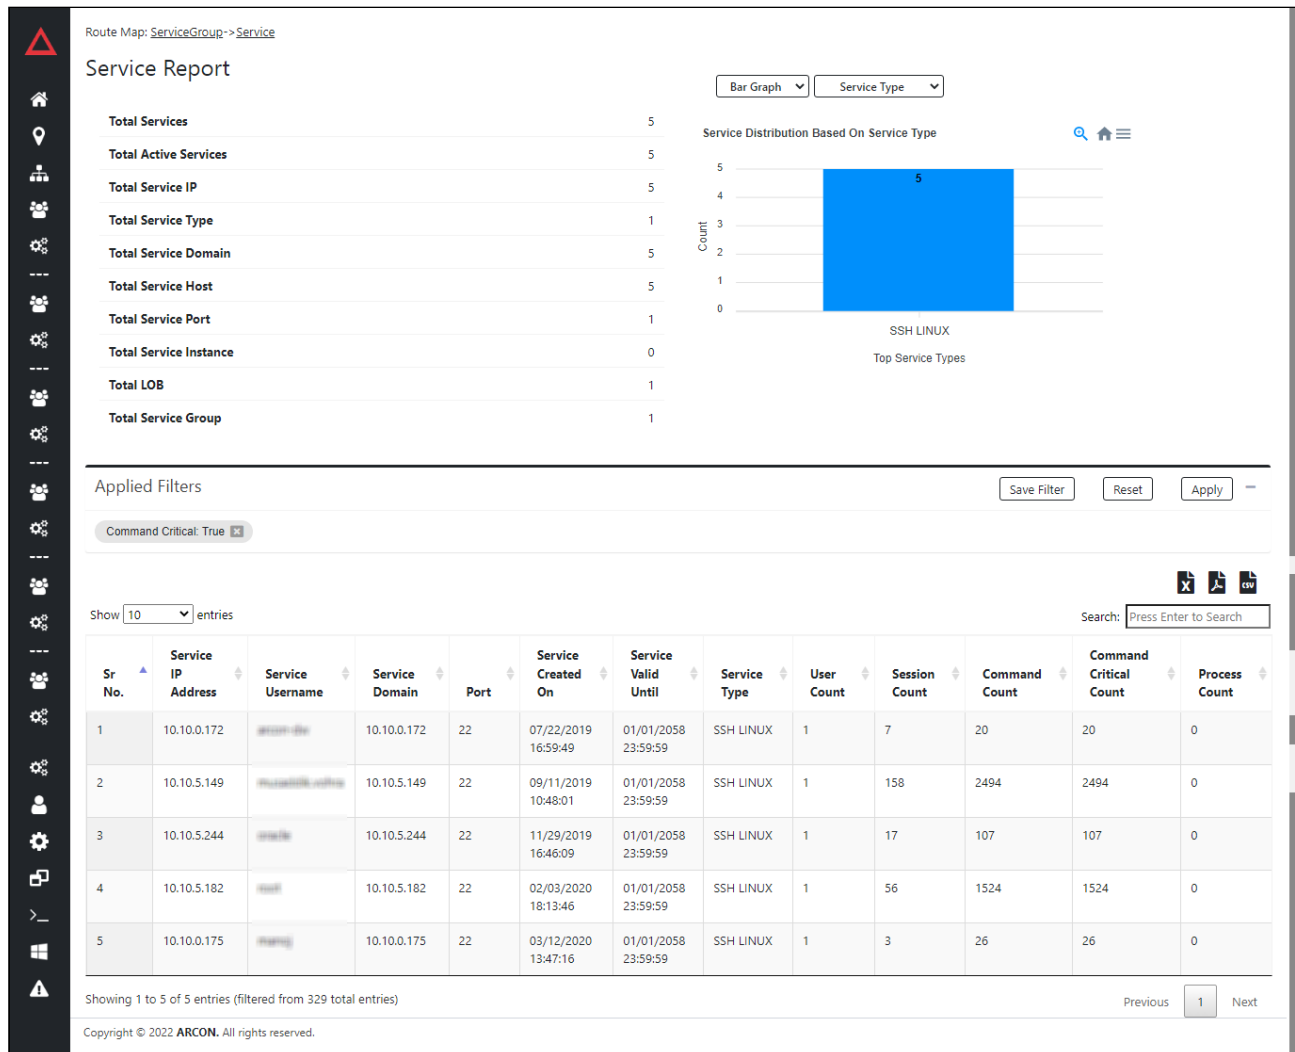 Route Map: ServiceGroup->Service
Service Report
Bar Graph Service Type
Total Services 5
Total Active Services 5
Total Service IP 5
Total Service Type 1
Total Service Domain 5
Total Service Host 5
Total Service Port 1
Total Service Instance 0
Total LOB 1
Total Service Group 1
Service Distribution Based On Service Type
5
5
4
3
2
1
0
Count
SSH LINUX
Top Service Types
Applied Filters
Save Filter Reset Apply
Command Critical: True
CSV
Show 10 entries
Search: Press Enter to Search
Sr No. Service IP Address Service Username Service Domain Port Service Created On Service Valid Until Service Type User Count Session Count Command Count Command Critical Count Process Count
1 10.10.0.172 10.10.0.172 22 07/22/2019 16:59:49 01/01/2058 23:59:59 SSH LINUX 1 7 20 20 0
2 10.10.5.149 10.10.5.149 22 09/11/2019 10:48:01 01/01/2058 23:59:59 SSH LINUX 1 158 2494 2494 0
3 10.10.5.244 10.10.5.244 22 11/29/2019 16:46:09 01/01/2058 23:59:59 SSH LINUX 1 17 107 107 0
4 10.10.5.182 10.10.5.182 22 02/03/2020 18:13:46 01/01/2058 23:59:59 SSH LINUX 1 56 1524 1524 0
5 10.10.0.175 10.10.0.175 22 03/12/2020 13:47:16 01/01/2058 23:59:59 SSH LINUX 1 3 26 26 0
Showing 1 to 5 of 5 entries (filtered from 329 total entries)
Previous 1 Next
Copyright © 2022 ARCON. All rights reserved.